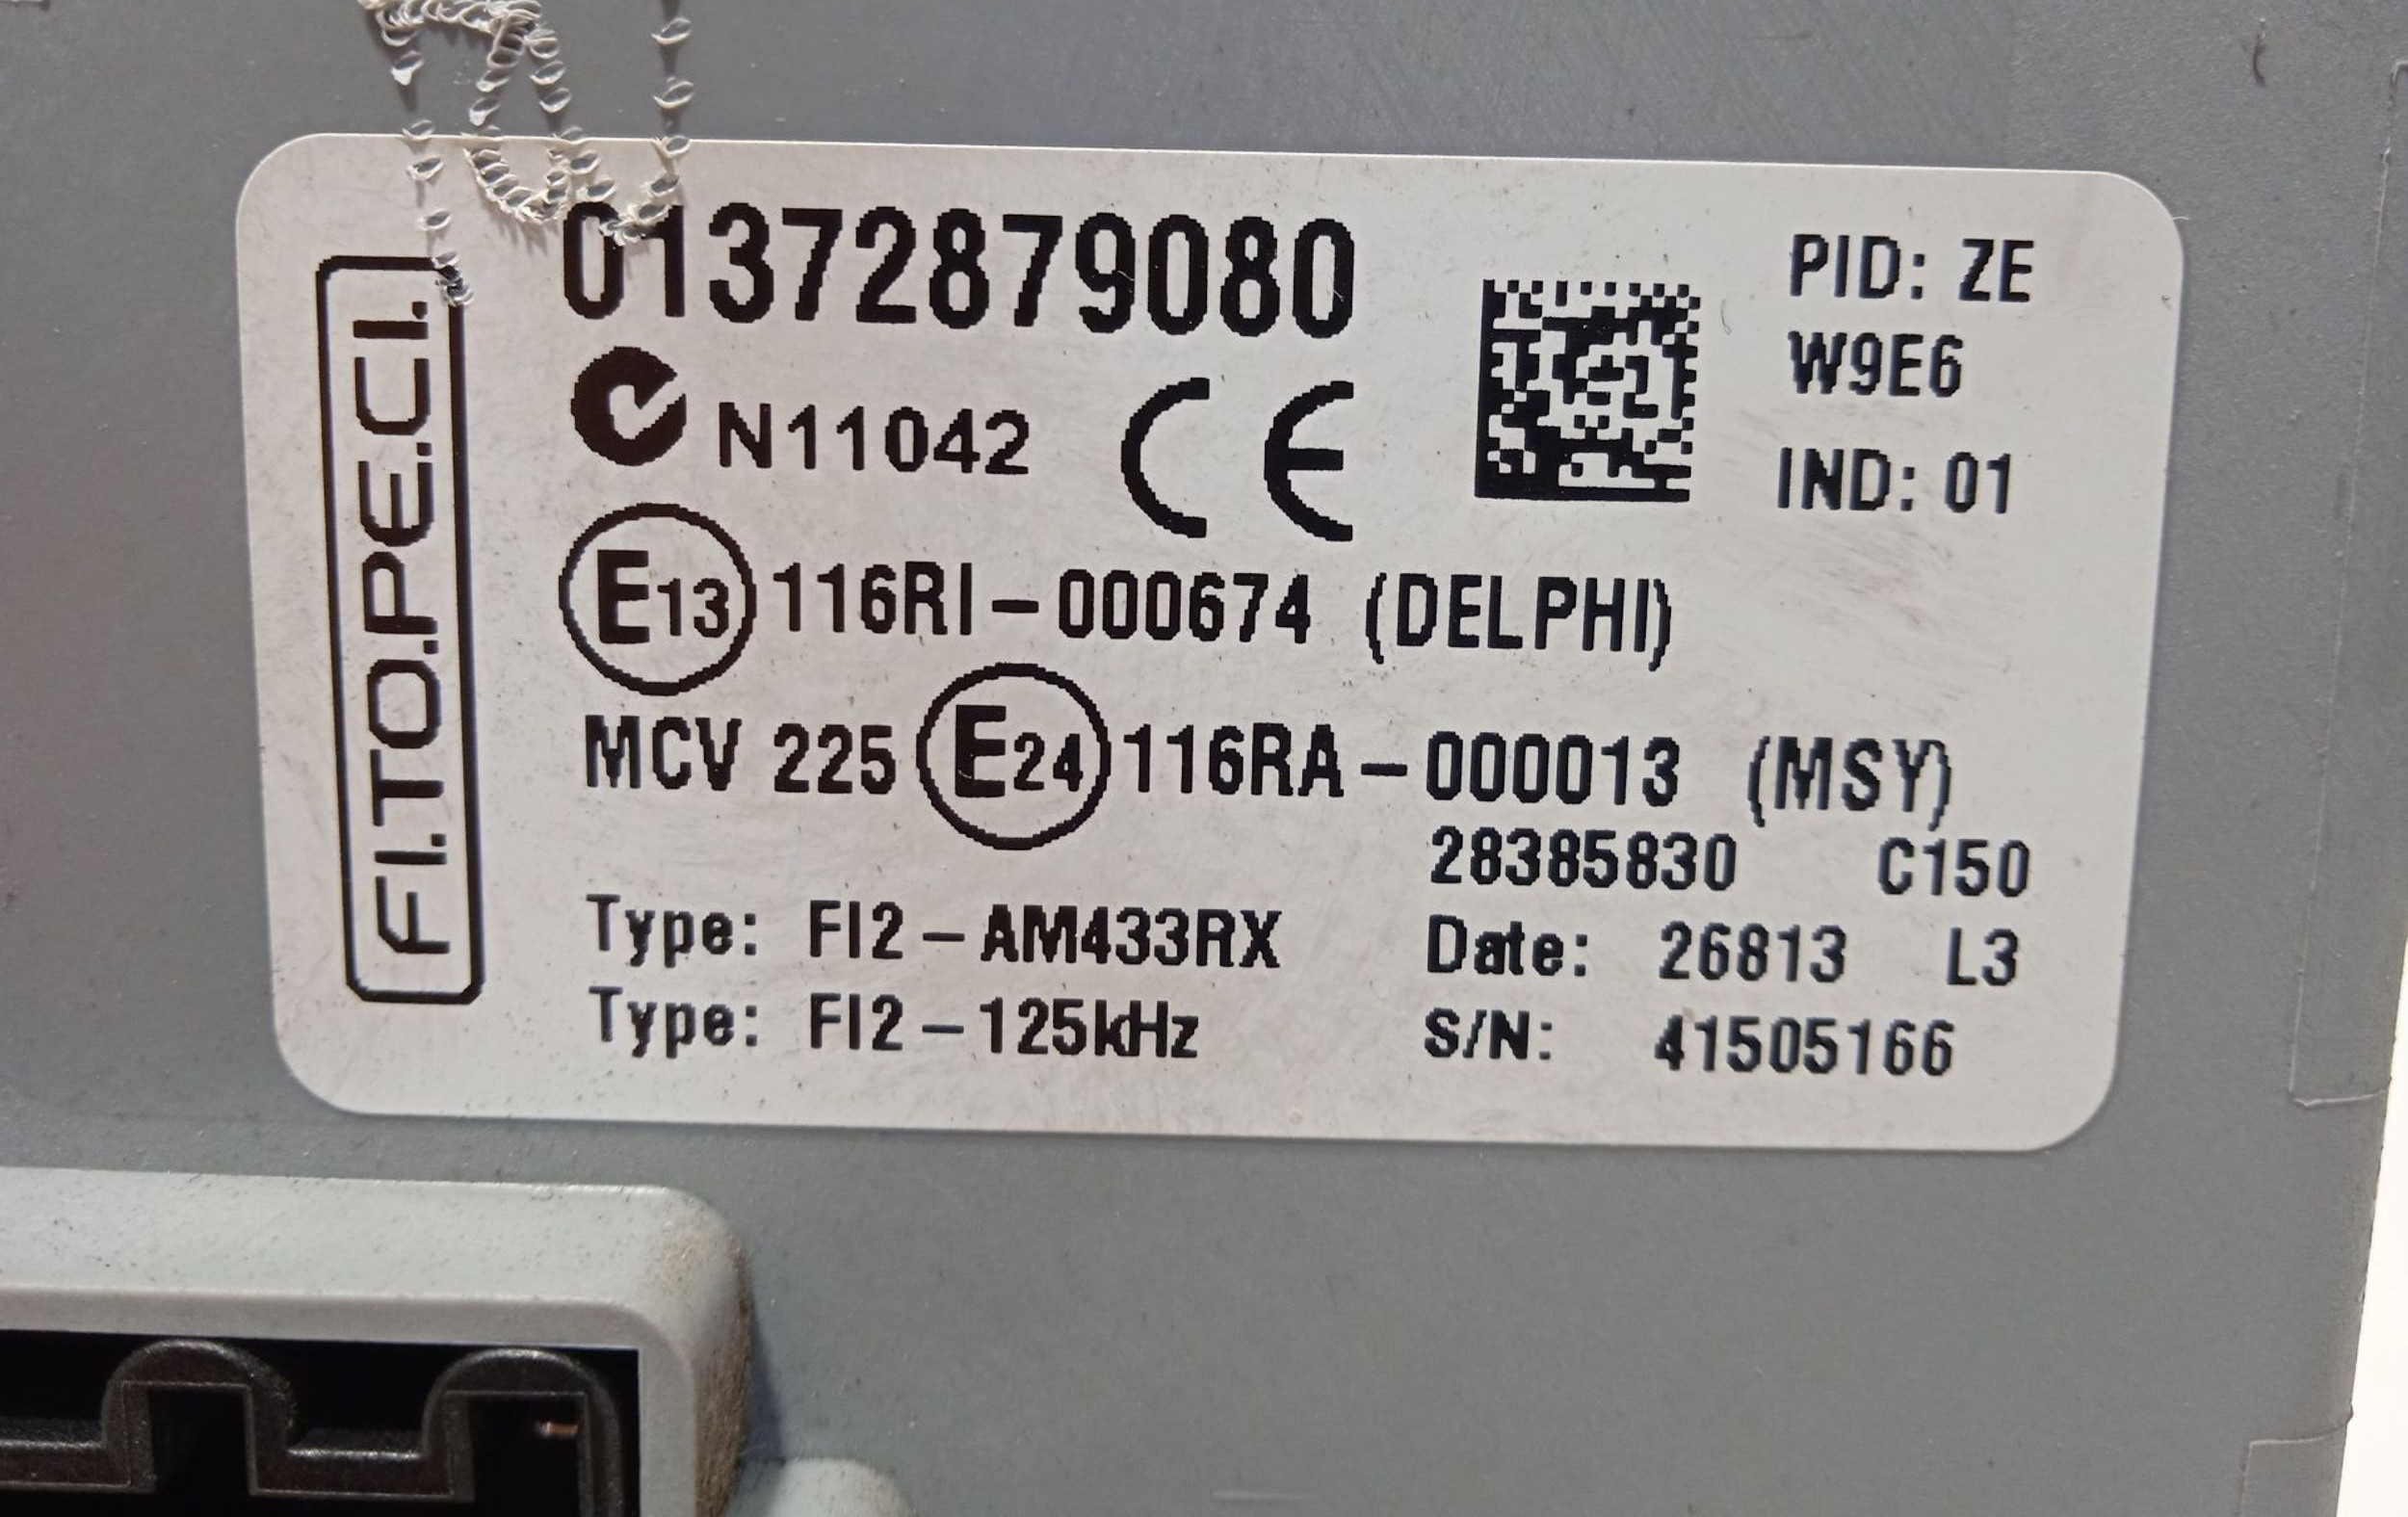 01372879080
PID: ZE
W9E6
N11042 CE
IND: 01
FI.TO.PE.C.I.
E13 116RI-000674 (DELPHI)
MCV 225 E24 116RA-000013 (MSY)
28385830 C150
Type: FI2-AM433RX
Date: 26813 L3
Type: FI2-125kHz
S/N: 41505166